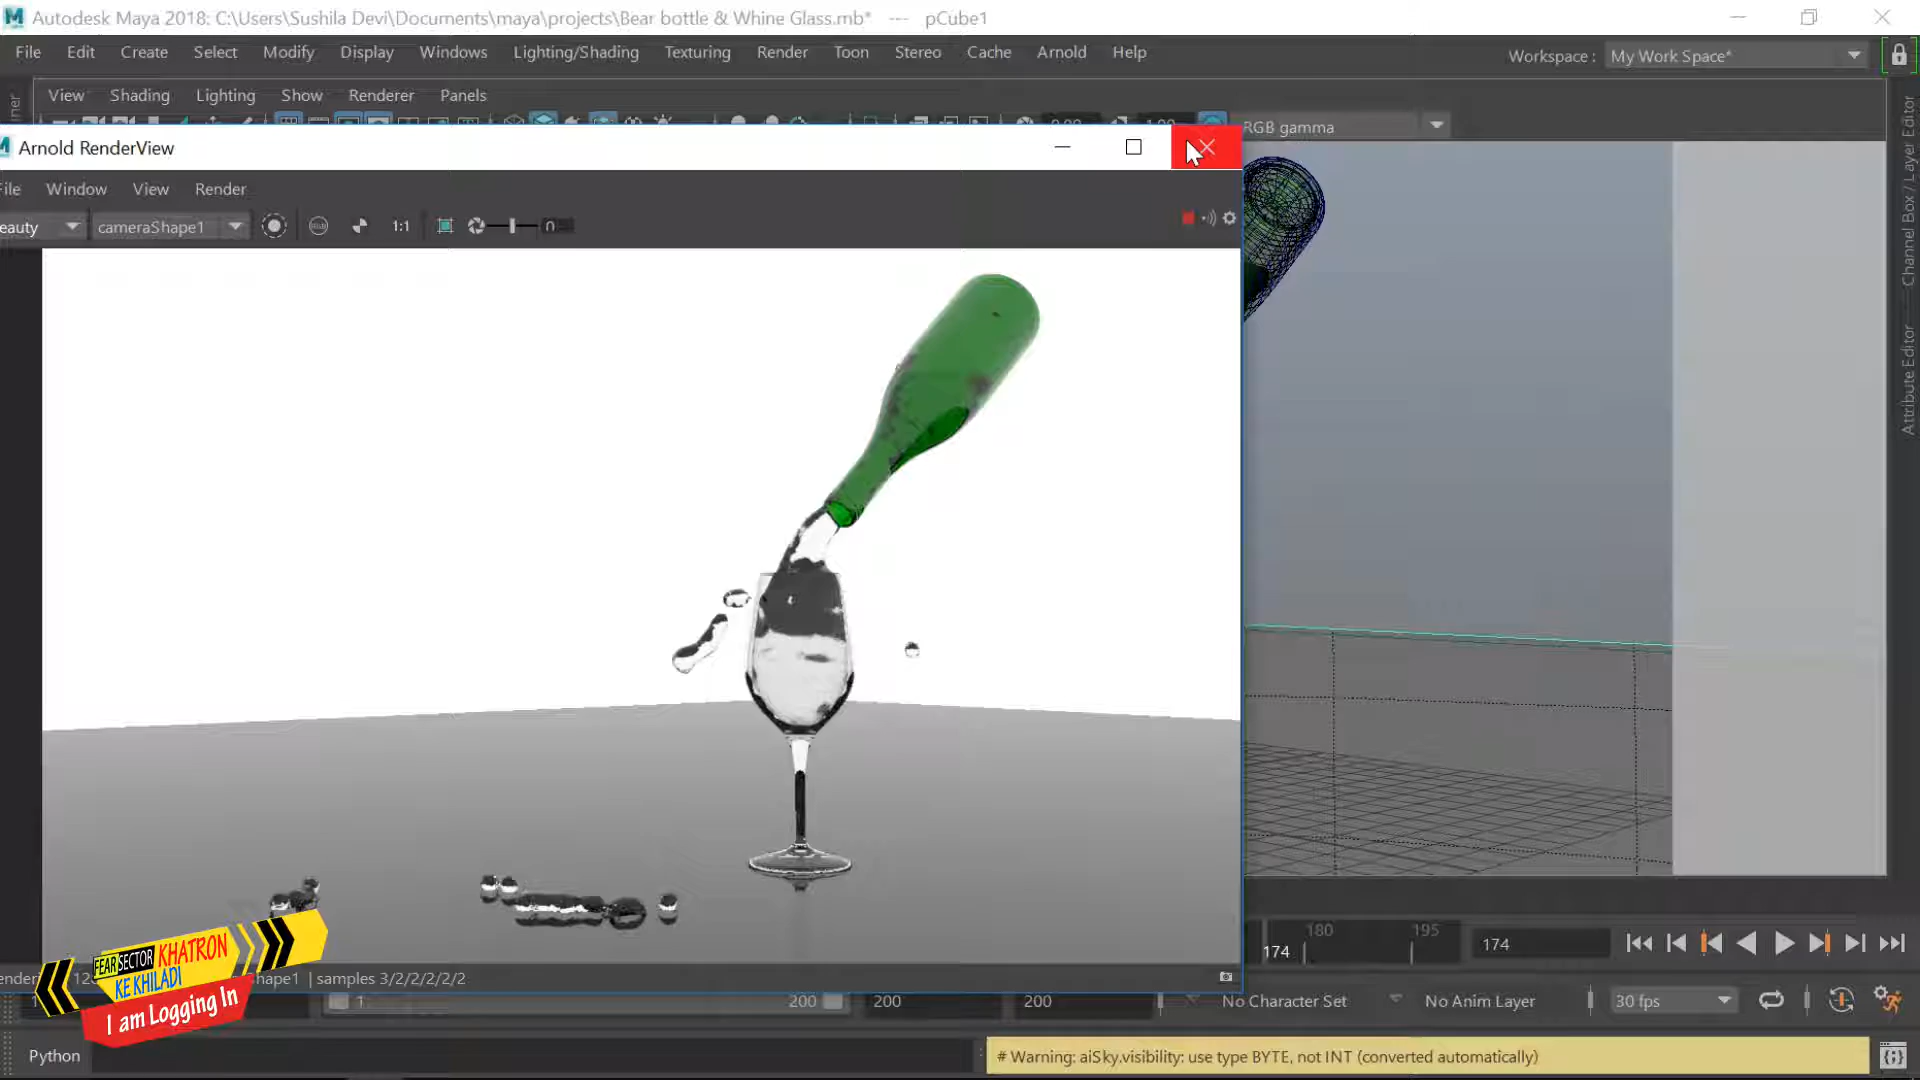 Autodesk Maya 2018: C:\Users\Sushila Devi\Documents\maya\projects\Bear bottle & Whine Glass.mb* --- pCube1
File Edit Create Select Modify Display Windows Lighting/Shading Texturing Render Toon Stereo Cache Arnold Help
Workspace : My Work Space*
View Shading Lighting Show Renderer Panels
RGB gamma
Arnold RenderView
File Window View Render
eauty cameraShape1 1:1
Channel Box / Layer Editor
Attribute Editor
174 180 195 174
hape1 | samples 3/2/2/2/2/2
1 200 200 200 No Character Set No Anim Layer 30 fps
FEAR SECTOR KHATRON
KE KHILADI
I am Logging In
Python
# Warning: aiSky.visibility: use type BYTE, not INT (converted automatically)